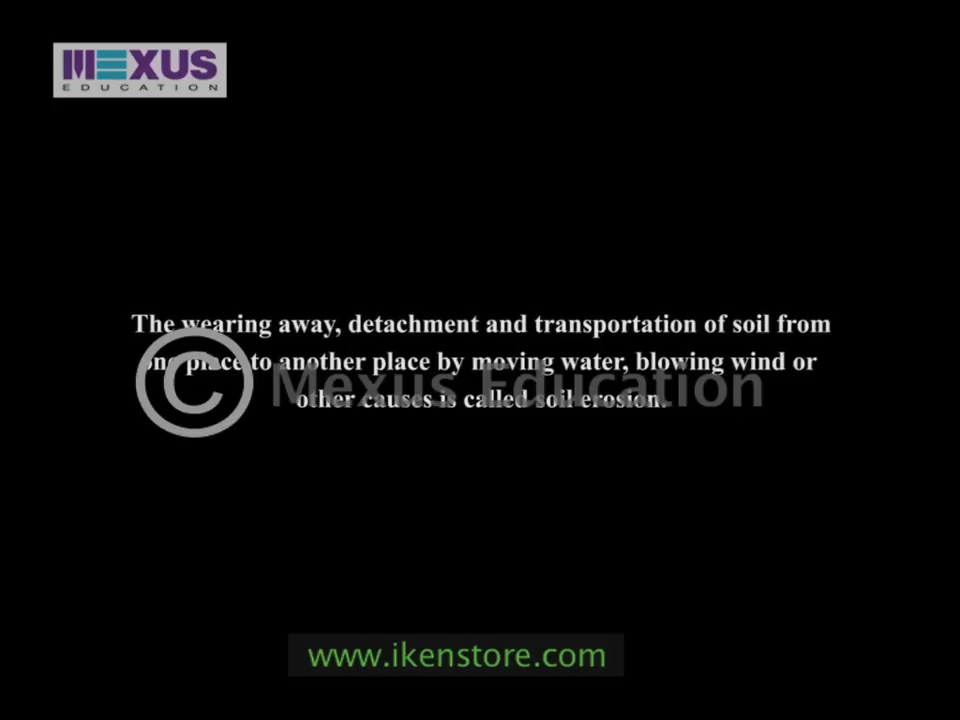 MEXUS
EDUCATION
The wearing away, detachment and transportation of soil from
one place to another place by moving water, blowing wind or
other causes is called soil erosion.
© Mexus Education
www.ikenstore.com